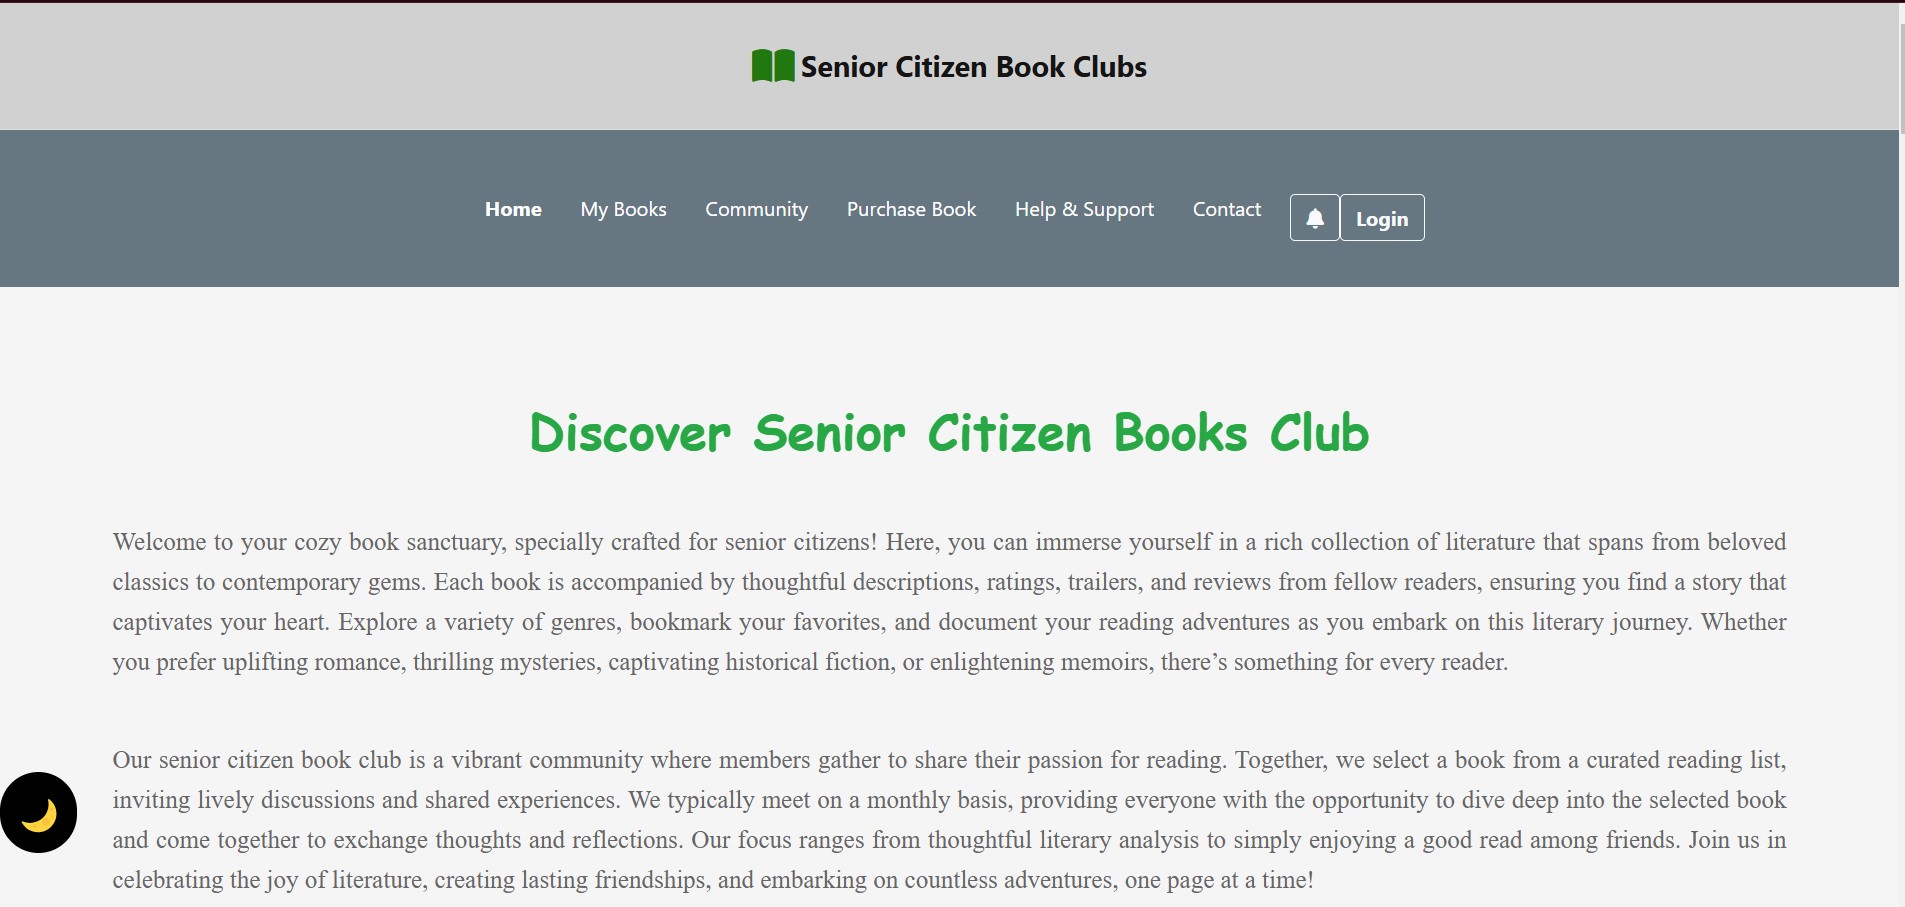 Senior Citizen Book Clubs
Home My Books Community Purchase Book Help & Support Contact Login
Discover Senior Citizen Books Club
Welcome to your cozy book sanctuary, specially crafted for senior citizens! Here, you can immerse yourself in a rich collection of literature that spans from beloved
classics to contemporary gems. Each book is accompanied by thoughtful descriptions, ratings, trailers, and reviews from fellow readers, ensuring you find a story that
captivates your heart. Explore a variety of genres, bookmark your favorites, and document your reading adventures as you embark on this literary journey. Whether
you prefer uplifting romance, thrilling mysteries, captivating historical fiction, or enlightening memoirs, there’s something for every reader.
Our senior citizen book club is a vibrant community where members gather to share their passion for reading. Together, we select a book from a curated reading list,
inviting lively discussions and shared experiences. We typically meet on a monthly basis, providing everyone with the opportunity to dive deep into the selected book
and come together to exchange thoughts and reflections. Our focus ranges from thoughtful literary analysis to simply enjoying a good read among friends. Join us in
celebrating the joy of literature, creating lasting friendships, and embarking on countless adventures, one page at a time!